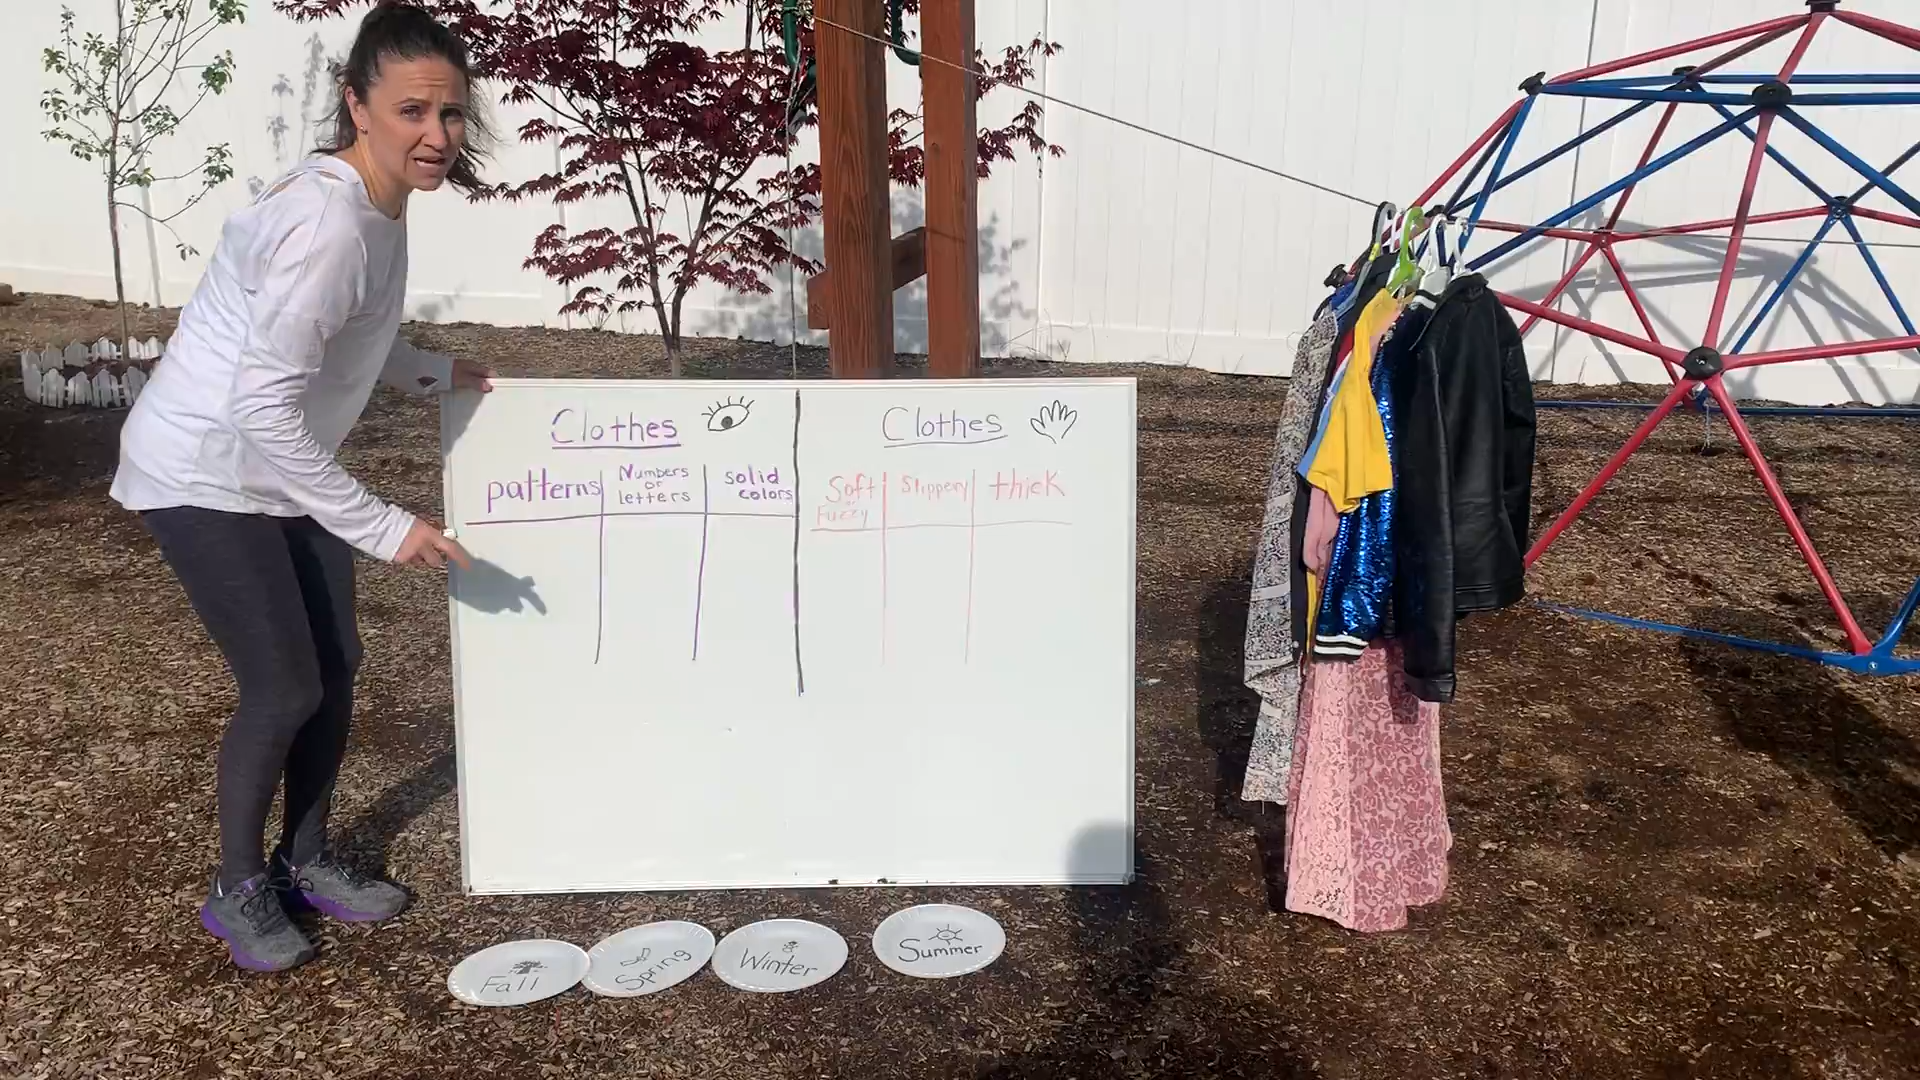 Clothes
patterns
Numbers
or
letters
solid
colors
Clothes
Soft
or
Fuzzy
Slippery
thick
Fall
Spring
Winter
Summer